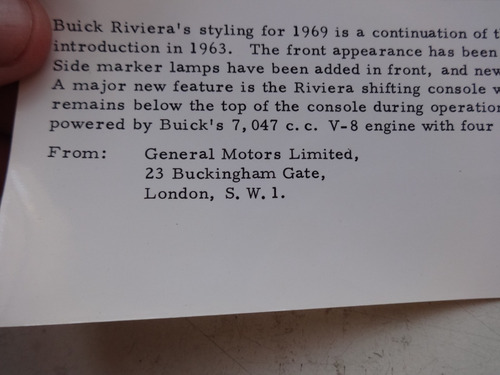 Buick Riviera's styling for 1969 is a continuation of
introduction in 1963. The front appearance has been
Side marker lamps have been added in front, and new
A major new feature is the Riviera shifting console
remains below the top of the console during operation
powered by Buick's 7,047 c.c. V-8 engine with four
From: General Motors Limited,
23 Buckingham Gate,
London, S.W.1.